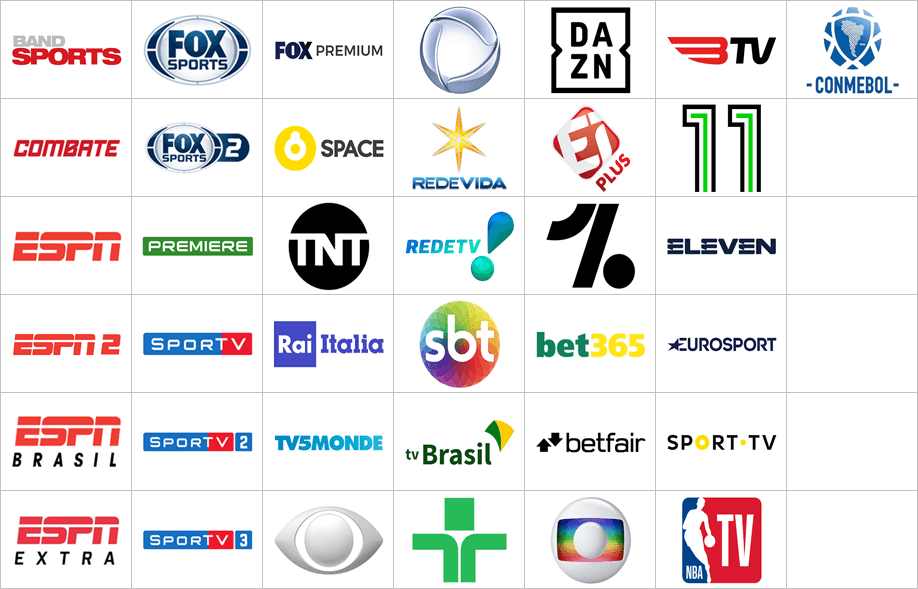 BAND
SPORTS
FOX
SPORTS
FOX PREMIUM
DA
ZN
BTV
-CONMEBOL-
COMBATE
FOX
SPORTS 2
SPACE
REDEVIDA
EI
PLUS
11
ESPN
PREMIERE
TNT
REDETV!
1
ELEVEN
ESPN 2
SPORTV
Rai Italia
sbt
bet365
EUROSPORT
ESPN
BRASIL
SPORTV 2
TV5MONDE
tv Brasil
betfair
SPORT•TV
ESPN
EXTRA
SPORTV 3
NBA
TV